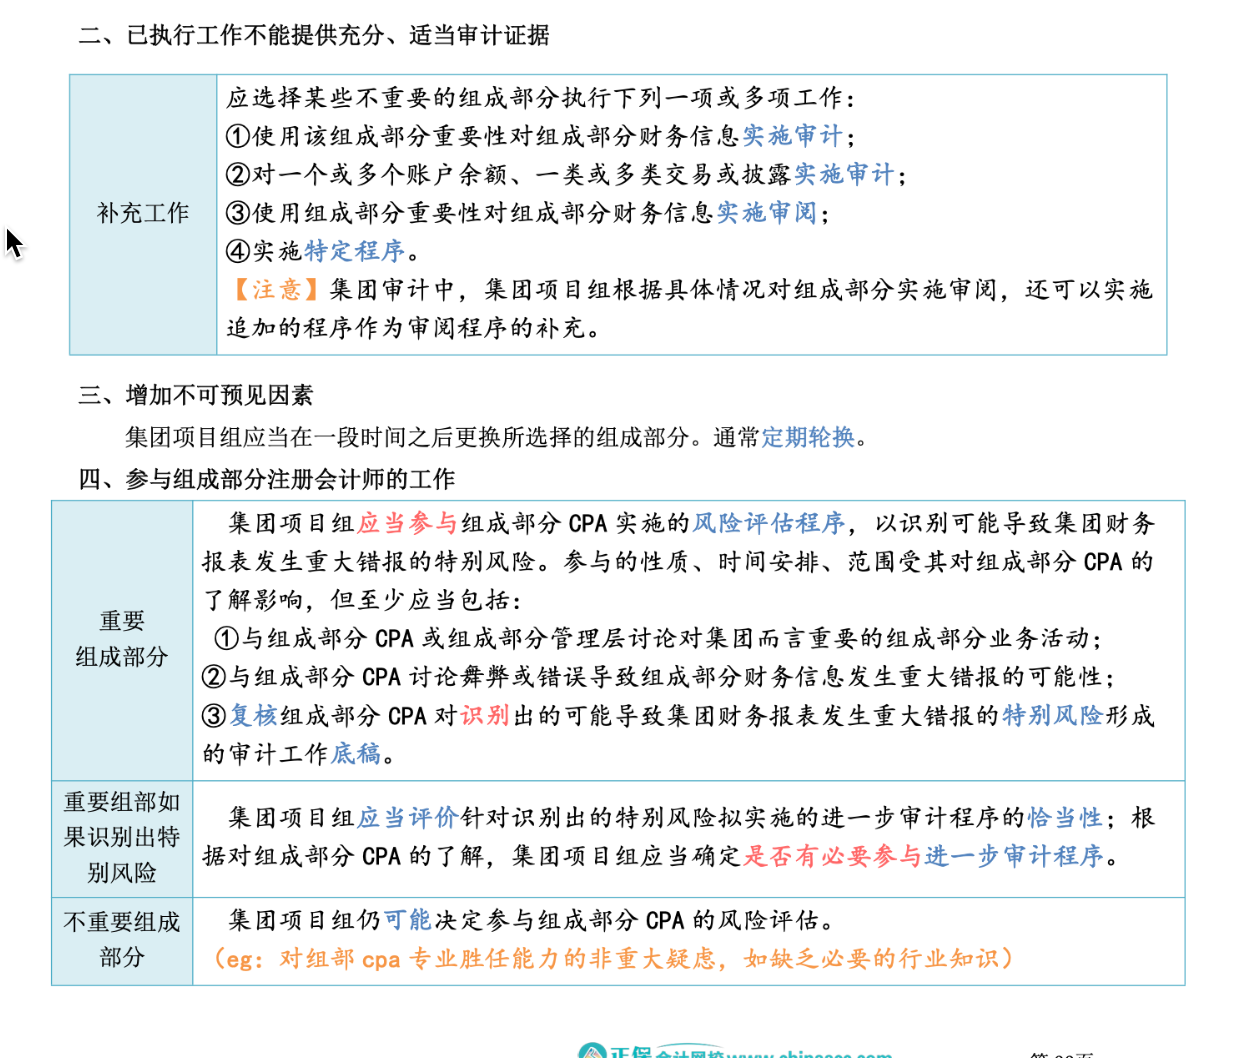 二、已执行工作不能提供充分、适当审计证据
补充工作
应选择某些不重要的组成部分执行下列一项或多项工作：
①使用该组成部分重要性对组成部分财务信息实施审计；
②对一个或多个账户余额、一类或多类交易或披露实施审计；
③使用组成部分重要性对组成部分财务信息实施审阅；
④实施特定程序。
【注意】集团审计中，集团项目组根据具体情况对组成部分实施审阅，还可以实施
追加的程序作为审阅程序的补充。
三、增加不可预见因素
集团项目组应当在一段时间之后更换所选择的组成部分。通常定期轮换。
四、参与组成部分注册会计师的工作
重要
组成部分
集团项目组应当参与组成部分 CPA 实施的风险评估程序，以识别可能导致集团财务
报表发生重大错报的特别风险。参与的性质、时间安排、范围受其对组成部分 CPA 的
了解影响，但至少应当包括：
①与组成部分 CPA 或组成部分管理层讨论对集团而言重要的组成部分业务活动；
②与组成部分 CPA 讨论舞弊或错误导致组成部分财务信息发生重大错报的可能性；
③复核组成部分 CPA 对识别出的可能导致集团财务报表发生重大错报的特别风险形成
的审计工作底稿。
重要组部如
果识别出特
别风险
集团项目组应当评价针对识别出的特别风险拟实施的进一步审计程序的恰当性；根
据对组成部分 CPA 的了解，集团项目组应当确定是否有必要参与进一步审计程序。
不重要组成
部分
集团项目组仍可能决定参与组成部分 CPA 的风险评估。
（eg：对组部 cpa 专业胜任能力的非重大疑虑，如缺乏必要的行业知识）
正保会计网校 www.chinaacc.com